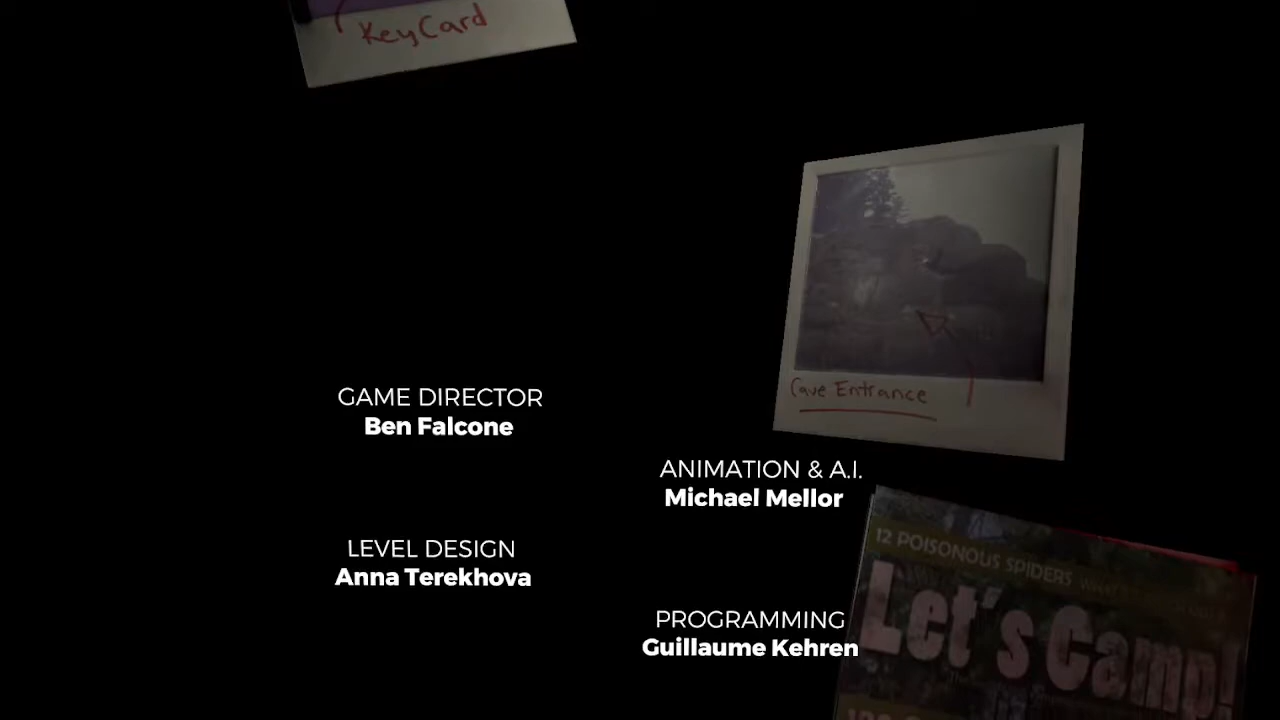 KeyCard
Cave Entrance
GAME DIRECTOR
Ben Falcone
ANIMATION & A.I.
Michael Mellor
LEVEL DESIGN
Anna Terekhova
PROGRAMMING
Guillaume Kehren
12 POISONOUS SPIDERS
Let's Camp!